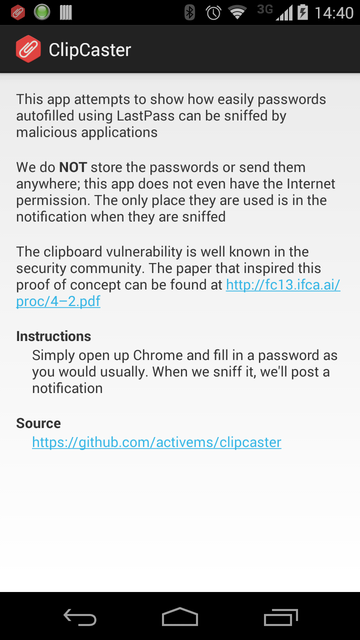 3G 14:40
ClipCaster
This app attempts to show how easily passwords
autofilled using LastPass can be sniffed by
malicious applications
We do NOT store the passwords or send them
anywhere; this app does not even have the Internet
permission. The only place they are used is in the
notification when they are sniffed
The clipboard vulnerability is well known in the
security community. The paper that inspired this
proof of concept can be found at http://fc13.ifca.ai/
proc/4–2.pdf
Instructions
Simply open up Chrome and fill in a password as
you would usually. When we sniff it, we'll post a
notification
Source
https://github.com/activems/clipcaster